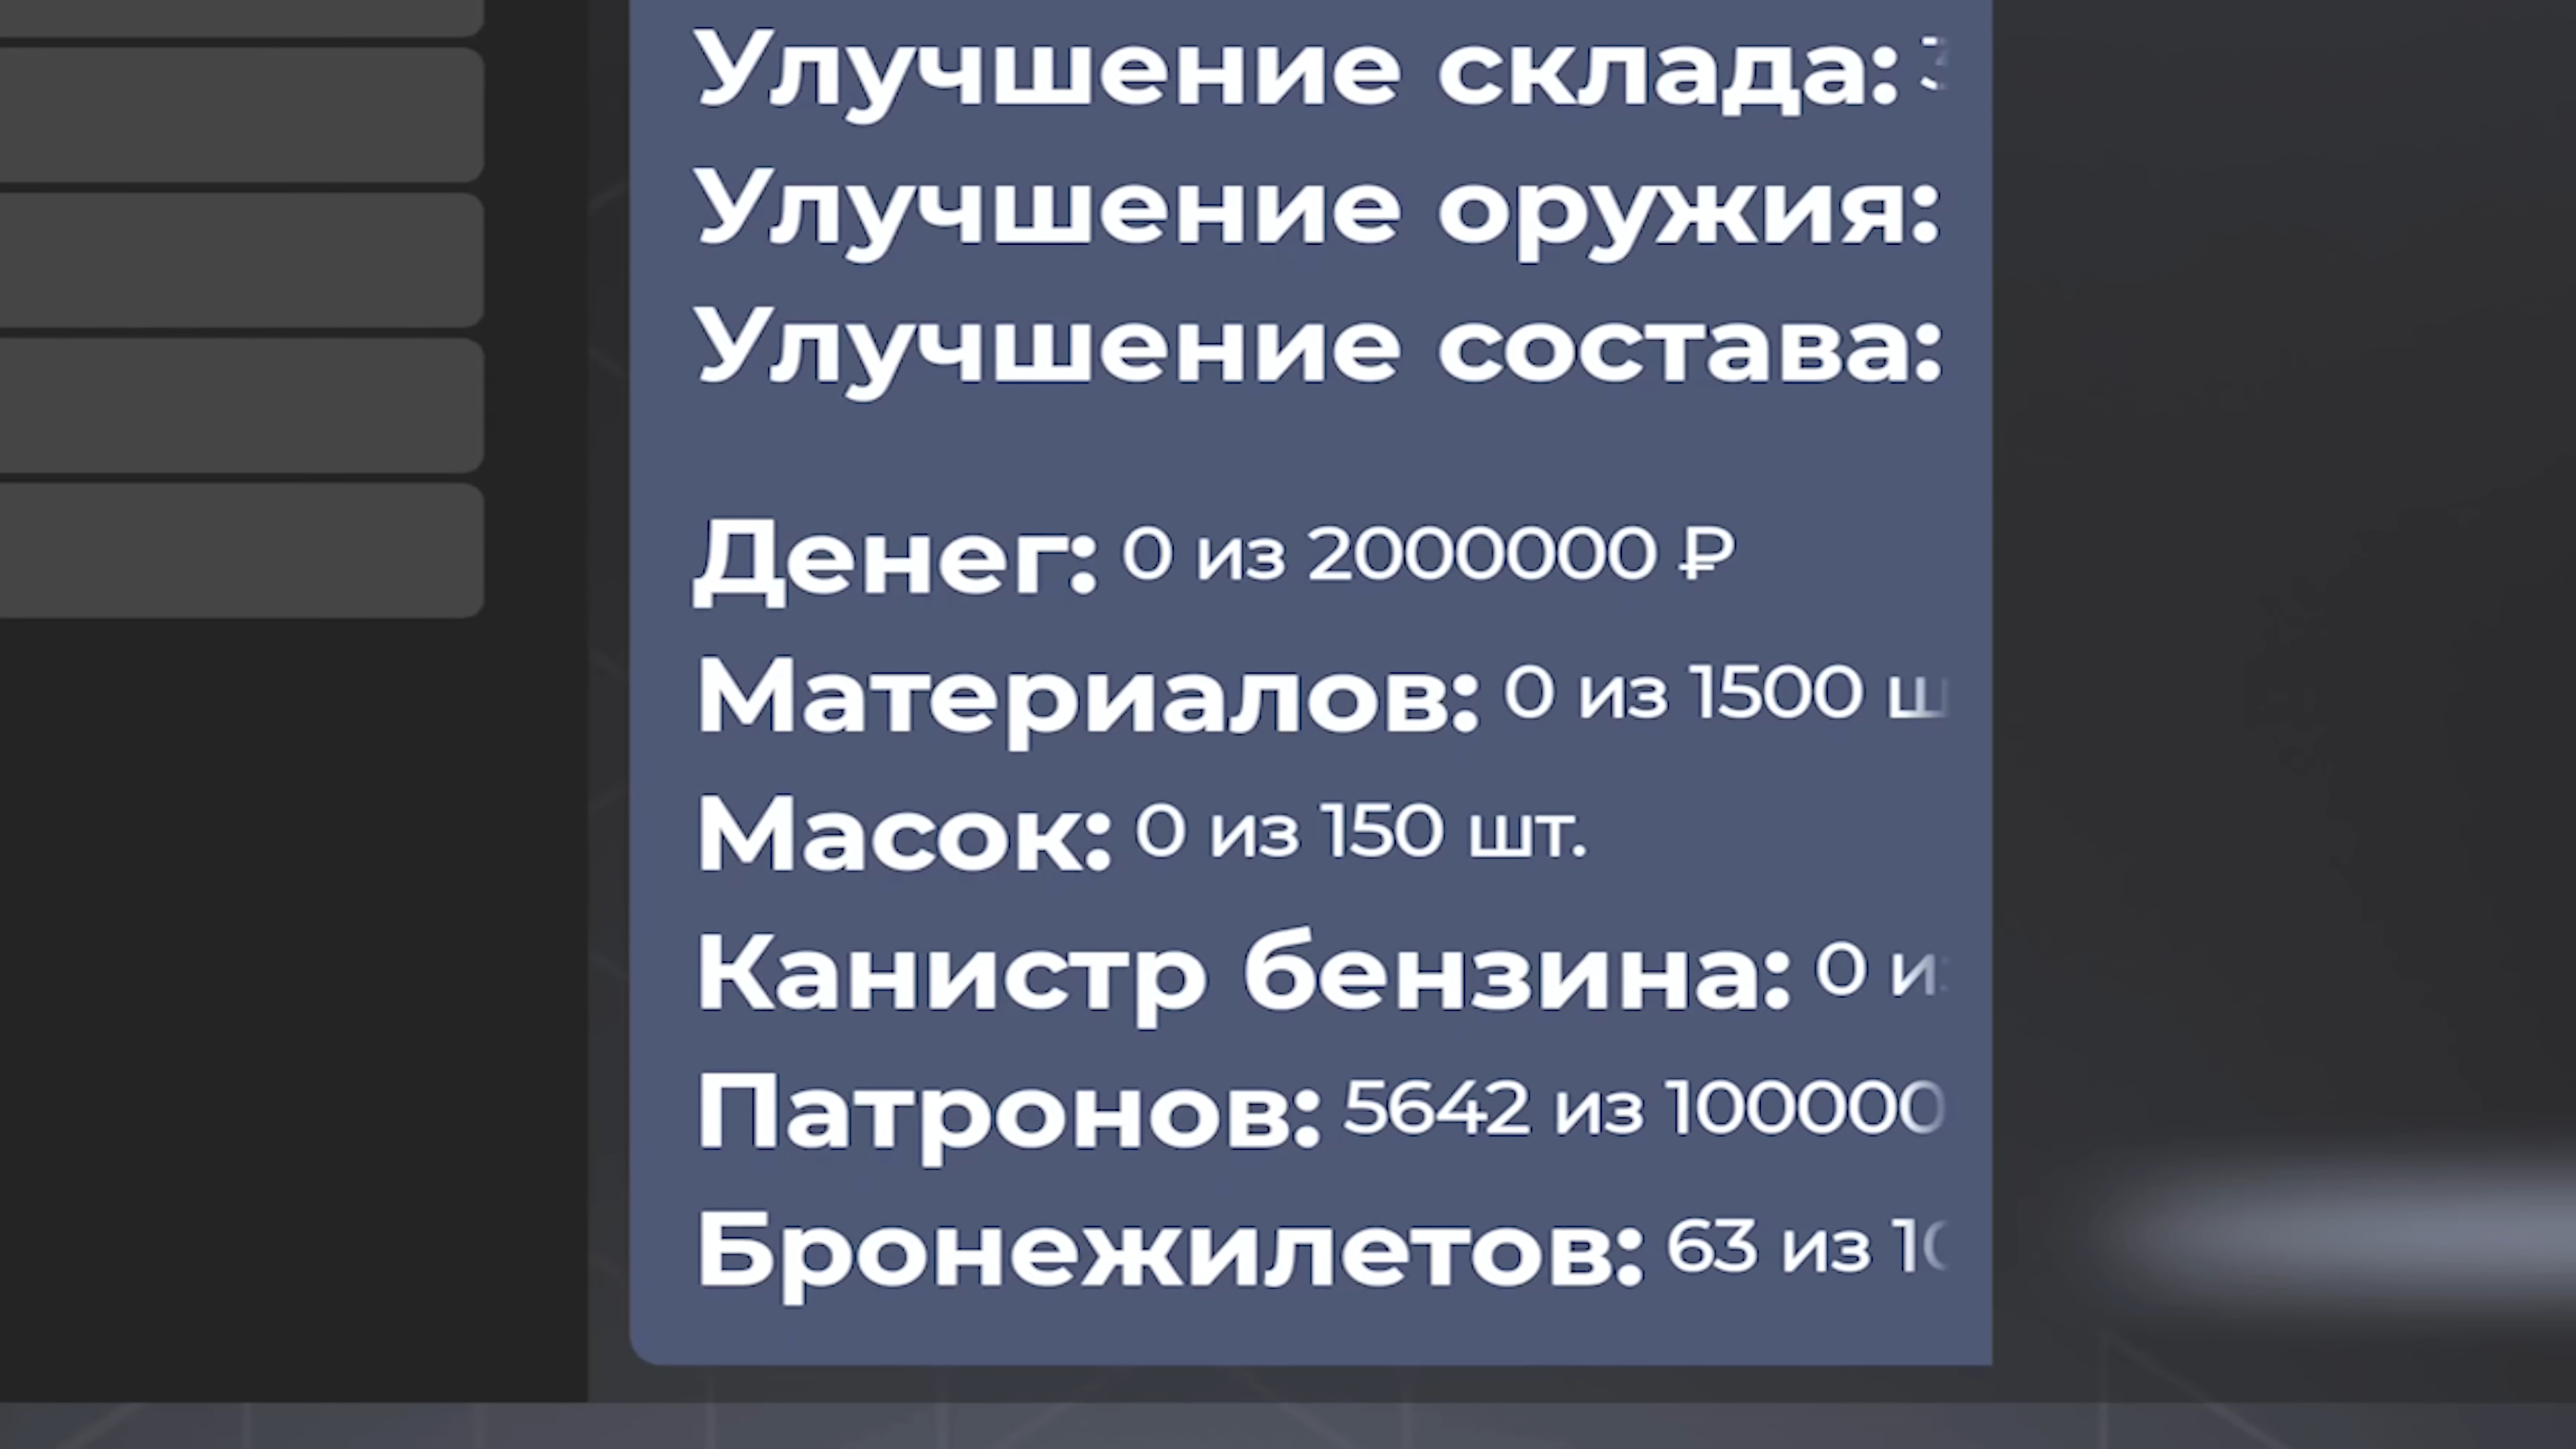 Улучшение склада:
Улучшение оружия:
Улучшение состава:
Денег: 0 из 2000000 ₽
Материалов: 0 из 1500
Масок: 0 из 150 шт.
Канистр бензина: 0
Патронов: 5642 из 100000
Бронежилетов: 63 из